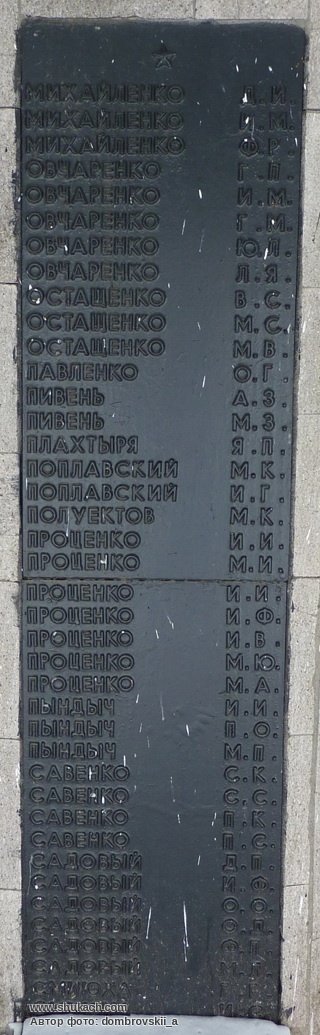 МИХАЙЛЕНКО Д.И.
МИХАЙЛЕНКО И.М.
МИХАЙЛЕНКО Ф.Р.
ОВЧАРЕНКО Г.П.
ОВЧАРЕНКО И.М.
ОВЧАРЕНКО Г.М.
ОВЧАРЕНКО Ю.Л.
ОВЧАРЕНКО Л.Я.
ОСТАЩЕНКО В.С.
ОСТАЩЕНКО М.С.
ОСТАЩЕНКО М.В.
ПАВЛЕНКО О.Г.
ПИВЕНЬ А.З.
ПИВЕНЬ М.З.
ПЛАХТЫРЯ Я.П.
ПОПЛАВСКИЙ М.К.
ПОПЛАВСКИЙ И.Г.
ПОЛУЕКТОВ М.К.
ПРОЦЕНКО И.И.
ПРОЦЕНКО М.И.
ПРОЦЕНКО И.И.
ПРОЦЕНКО И.Ф.
ПРОЦЕНКО И.В.
ПРОЦЕНКО М.Ю.
ПРОЦЕНКО М.А.
ПЫНДЫЧ И.И.
ПЫНДЫЧ П.О.
ПЫНДЫЧ М.П.
САВЕНКО С.К.
САВЕНКО С.С.
САВЕНКО П.К.
САВЕНКО П.С.
САДОВЫЙ Д.П.
САДОВЫЙ И.Ф.
САДОВЫЙ О.О.
САДОВЫЙ О.Л.
САДОВЫЙ Ф.П.
САДОВЫЙ М.Л.
www.shukach.com
Автор фото: dombrovskii_a